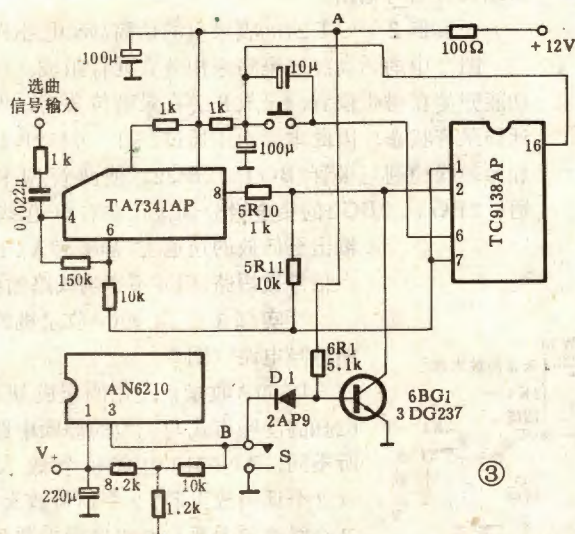 A
100μ
10μ
100Ω
+12V
选曲
信号输入
1k
1k
16
1k
100μ
0.022μ
TA7341AP
8
1
2
TC9138AP
4
5R10
1k
6
6
7
150k
5R11
10k
10k
6R1
5.1k
AN6210
D1
6BG1
3DG237
1 3
2AP9
B
③
V+
S
8.2k
10k
220μ
1.2k